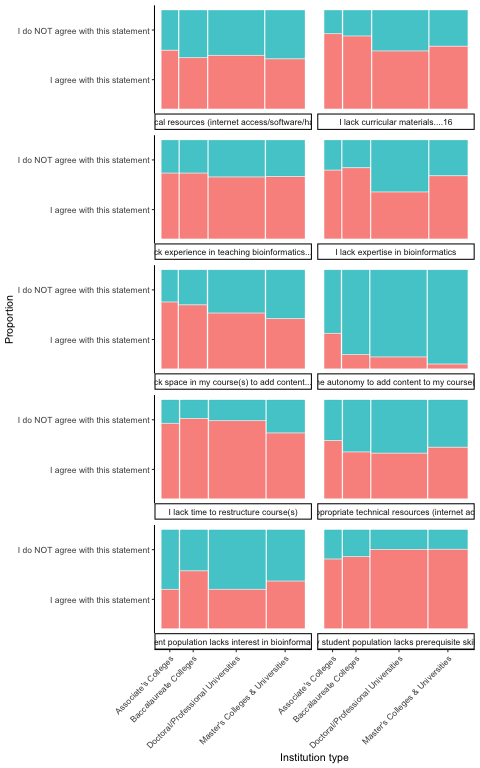 I do NOT agree with this statement
I agree with this statement
cal resources (internet access/software/ha
I lack curricular materials....16
I do NOT agree with this statement
I agree with this statement
ck experience in teaching bioinformatics...
I lack expertise in bioinformatics
I do NOT agree with this statement
I agree with this statement
ck space in my course(s) to add content...
ne autonomy to add content to my course(
I do NOT agree with this statement
I agree with this statement
I lack time to restructure course(s)
propriate technical resources (internet ac
I do NOT agree with this statement
I agree with this statement
ent population lacks interest in bioinforma
student population lacks prerequisite skil
Associate's Colleges
Baccalaureate Colleges
Doctoral/Professional Universities
Master's Colleges & Universities
Associate's Colleges
Baccalaureate Colleges
Doctoral/Professional Universities
Master's Colleges & Universities
Institution type
Proportion